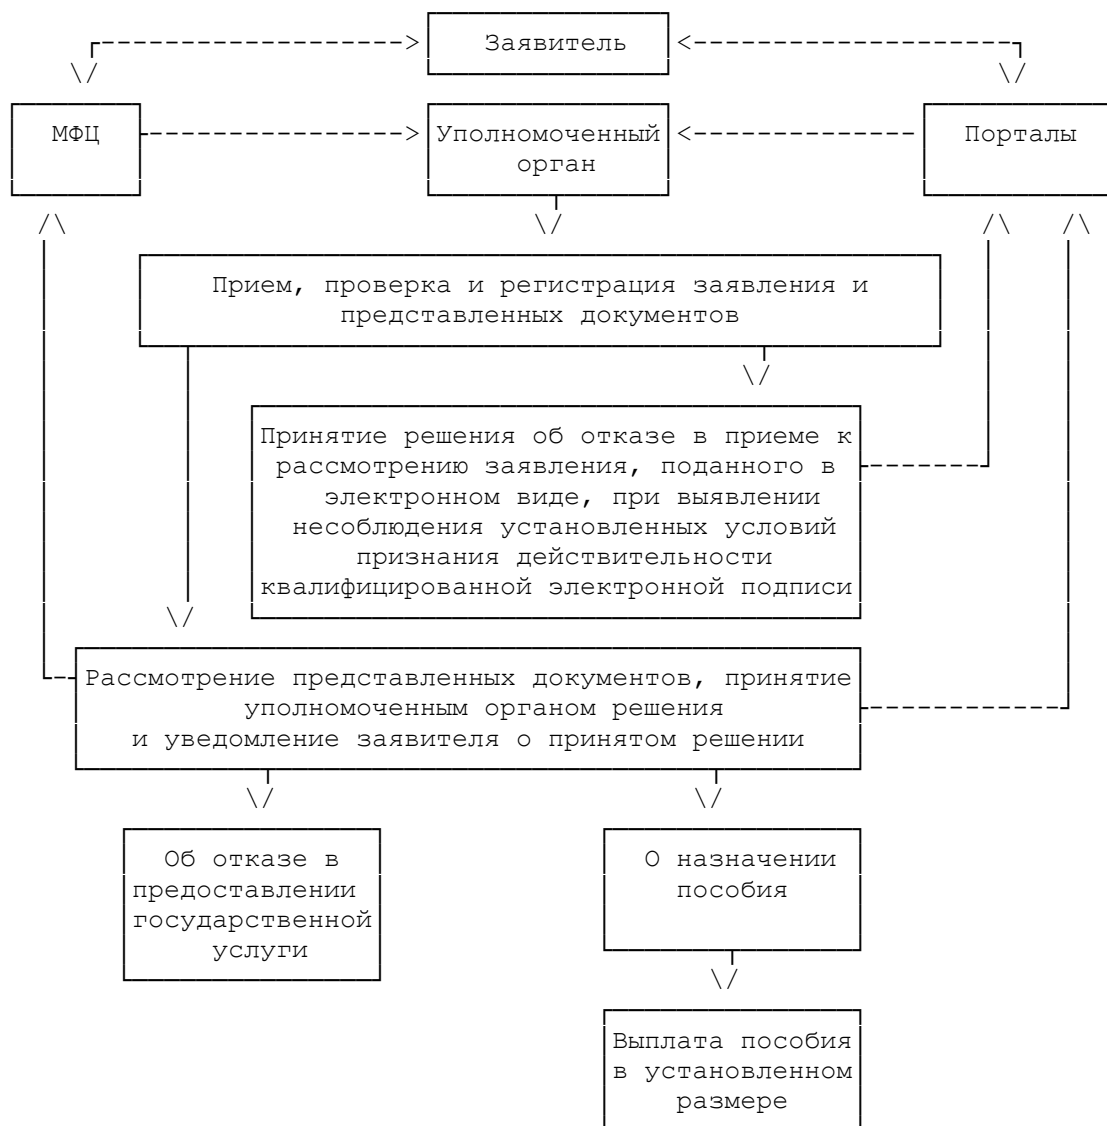 Заявитель
МФЦ
Уполномоченный
орган
Порталы
Прием, проверка и регистрация заявления и
представленных документов
Принятие решения об отказе в приеме к
рассмотрению заявления, поданного в
электронном виде, при выявлении
несоблюдения установленных условий
признания действительности
квалифицированной электронной подписи
Рассмотрение представленных документов, принятие
уполномоченным органом решения
и уведомление заявителя о принятом решении
Об отказе в
предоставлении
государственной
услуги
О назначении
пособия
Выплата пособия
в установленном
размере